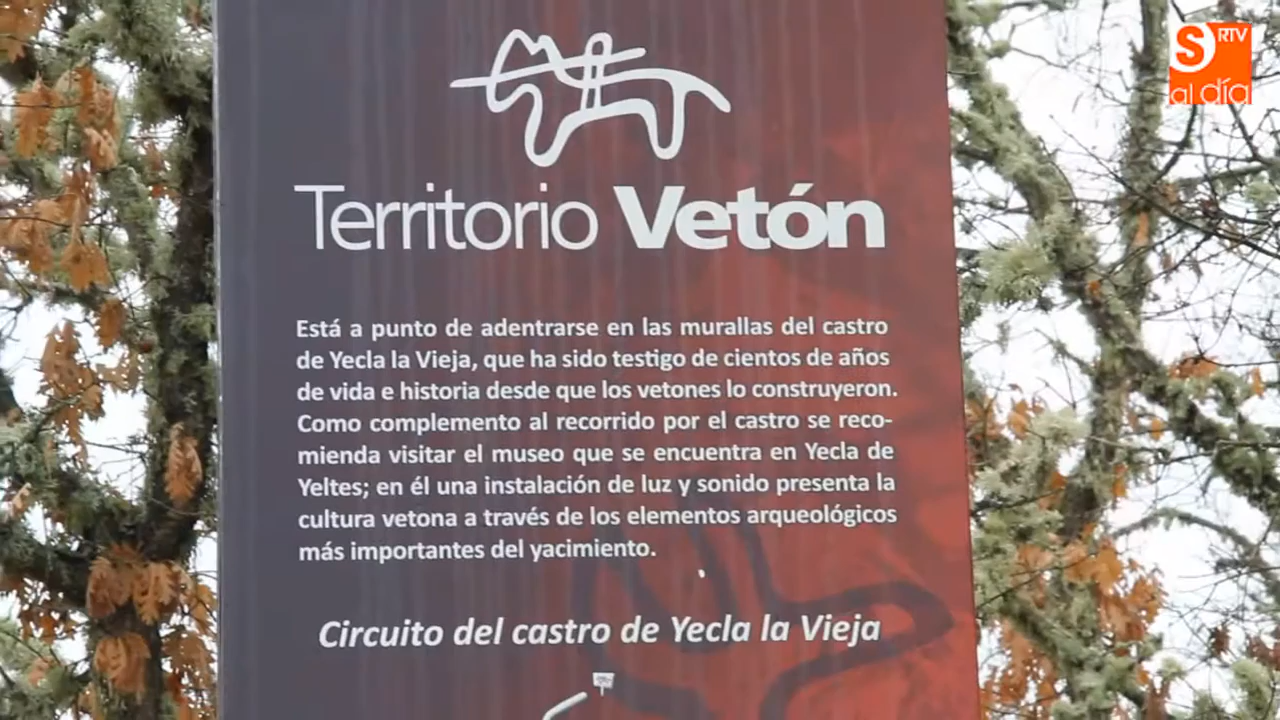 S RTV
al día
Territorio Vetón
Está a punto de adentrarse en las murallas del castro
de Yecla la Vieja, que ha sido testigo de cientos de años
de vida e historia desde que los vetones lo construyeron.
Como complemento al recorrido por el castro se reco-
mienda visitar el museo que se encuentra en Yecla de
Yeltes; en él una instalación de luz y sonido presenta la
cultura vetona a través de los elementos arqueológicos
más importantes del yacimiento.
Circuito del castro de Yecla la Vieja